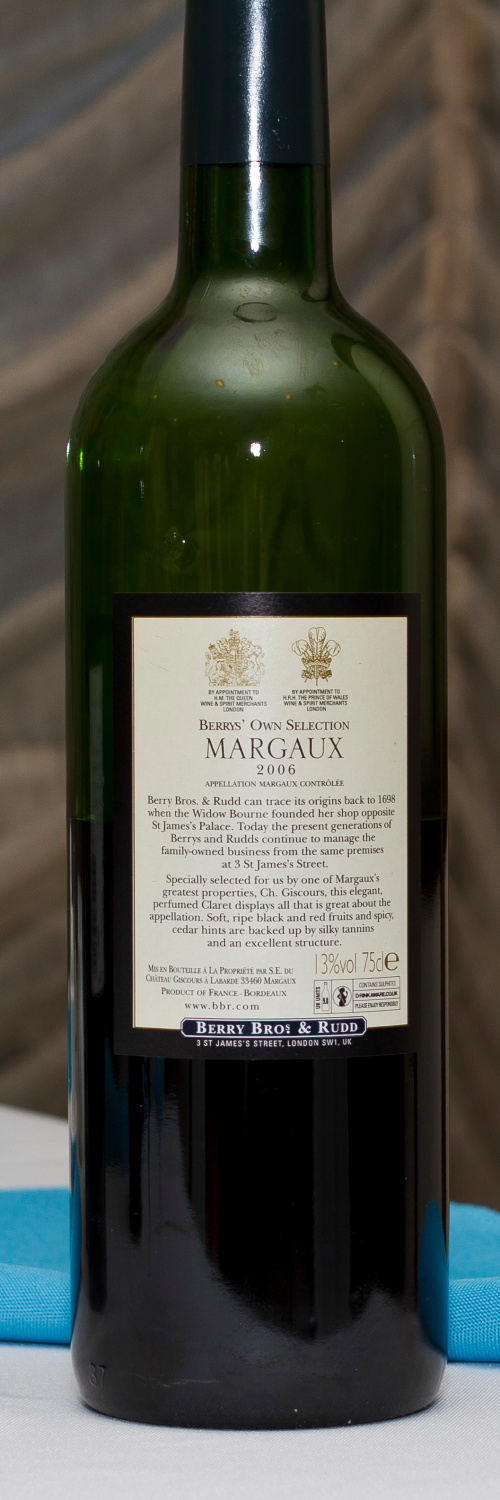 BY APPOINTMENT TO
H.M. THE QUEEN
WINE & SPIRIT MERCHANTS
LONDON
BY APPOINTMENT TO
H.R.H. THE PRINCE OF WALES
WINE & SPIRIT MERCHANTS
LONDON
BERRYS' OWN SELECTION
MARGAUX
2006
APPELLATION MARGAUX CONTRÔLÉE
Berry Bros. & Rudd can trace its origins back to 1698
when the Widow Bourne founded her shop opposite
St James's Palace. Today the present generations of
Berrys and Rudds continue to manage the
family-owned business from the same premises
at 3 St James's Street.
Specially selected for us by one of Margaux's
greatest properties, Ch. Giscours, this elegant,
perfumed Claret displays all that is great about the
appellation. Soft, ripe black and red fruits and spicy,
cedar hints are backed up by silky tannins
and an excellent structure.
MIS EN BOUTEILLE À LA PROPRIÉTÉ PAR S.E. DU
CHÂTEAU GISCOURS À LABARDE 33460 MARGAUX
PRODUCT OF FRANCE - BORDEAUX
www.bbr.com
13%vol 75cl e
UK UNITS
CONTAINS SULPHITES
DRINKAWARE.CO.UK
PLEASE ENJOY RESPONSIBLY
BERRY BROS & RUDD
3 ST JAMES'S STREET, LONDON SW1, UK
37